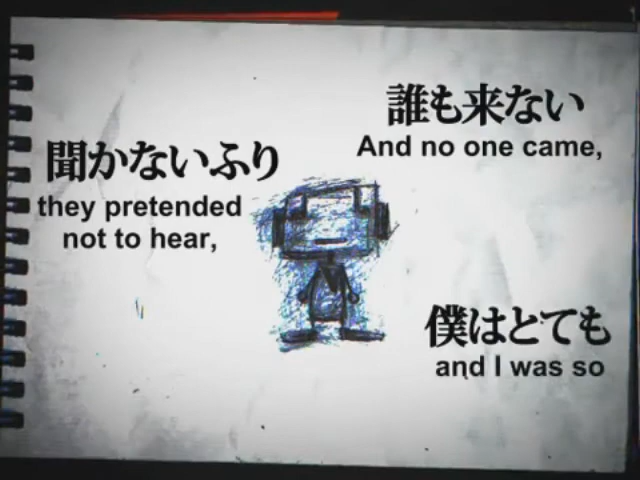 誰も来ない
And no one came,
聞かないふり
they pretended
not to hear,
僕はとても
and I was so